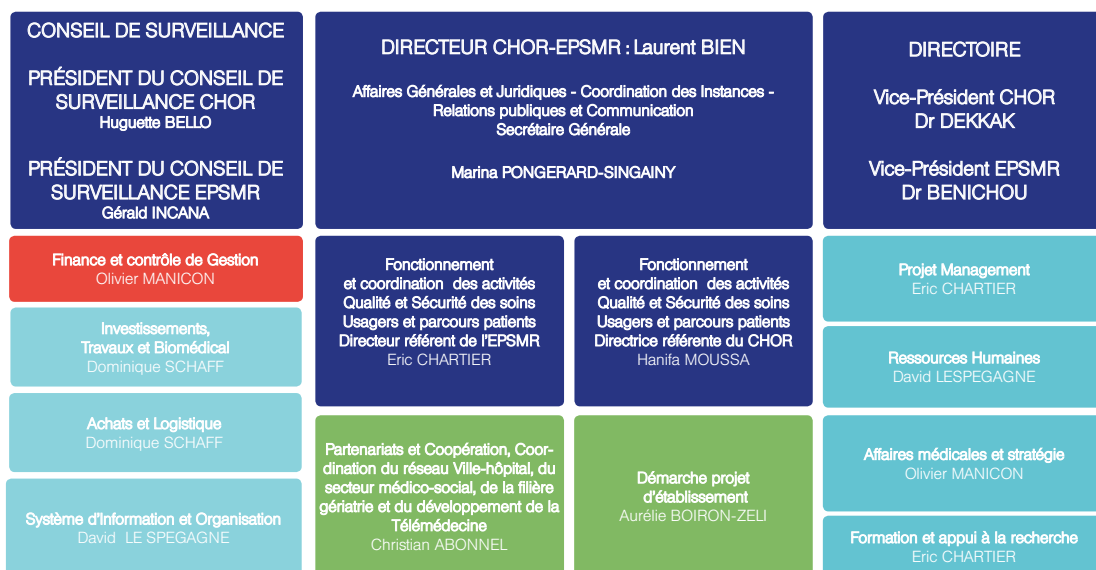 CONSEIL DE SURVEILLANCE
PRÉSIDENT DU CONSEIL DE
SURVEILLANCE CHOR
Huguette BELLO
PRÉSIDENT DU CONSEIL DE
SURVEILLANCE EPSMR
Gérald INCANA
DIRECTEUR CHOR-EPSMR : Laurent BIEN
Affaires Générales et Juridiques - Coordination des Instances -
Relations publiques et Communication
Secrétaire Générale
Marina PONGERARD-SINGAINY
DIRECTOIRE
Vice-Président CHOR
Dr DEKKAK
Vice-Président EPSMR
Dr BENICHOU
Finance et contrôle de Gestion
Olivier MANICON
Investissements,
Travaux et Biomédical
Dominique SCHAFF
Achats et Logistique
Dominique SCHAFF
Système d'Information et Organisation
David LE SPEGAGNE
Fonctionnement
et coordination des activités
Qualité et Sécurité des soins
Usagers et parcours patients
Directeur référent de l'EPSMR
Eric CHARTIER
Fonctionnement
et coordination des activités
Qualité et Sécurité des soins
Usagers et parcours patients
Directrice référente du CHOR
Hanifa MOUSSA
Partenariats et Coopération, Coor-
dination du réseau Ville-hôpital, du
secteur médico-social, de la filière
gériatrie et du développement de la
Télémédecine
Christian ABONNEL
Démarche projet
d'établissement
Aurélie BOIRON-ZELI
Projet Management
Eric CHARTIER
Ressources Humaines
David LESPEGAGNE
Affaires médicales et stratégie
Olivier MANICON
Formation et appui à la recherche
Eric CHARTIER